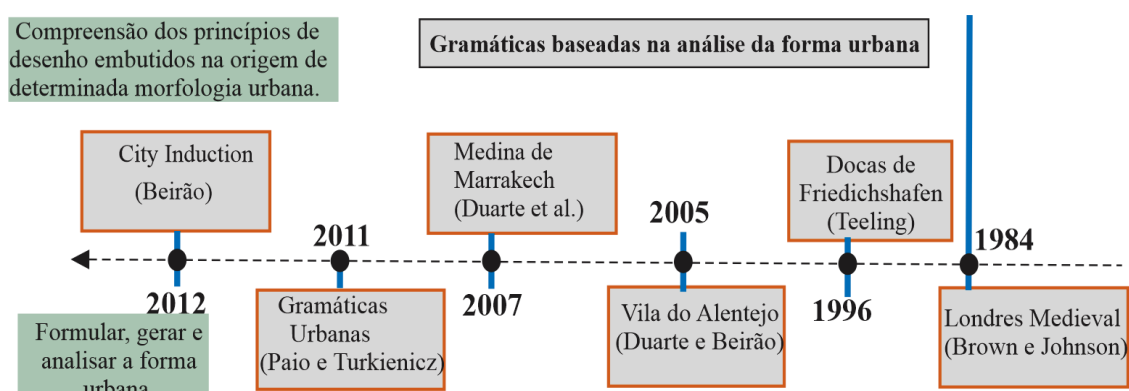 Compreensão dos princípios de
desenho embutidos na origem de
determinada morfologia urbana.
Gramáticas baseadas na análise da forma urbana
City Induction
(Beirão)
2012
2011
Gramáticas
Urbanas
(Paio e Turkienicz)
Medina de
Marrakech
(Duarte et al.)
2007
2005
Vila do Alentejo
(Duarte e Beirão)
Docas de
Friedichshafen
(Teeling)
1996
1984
Londres Medieval
(Brown e Johnson)
Formular, gerar e
analisar a forma
urbana